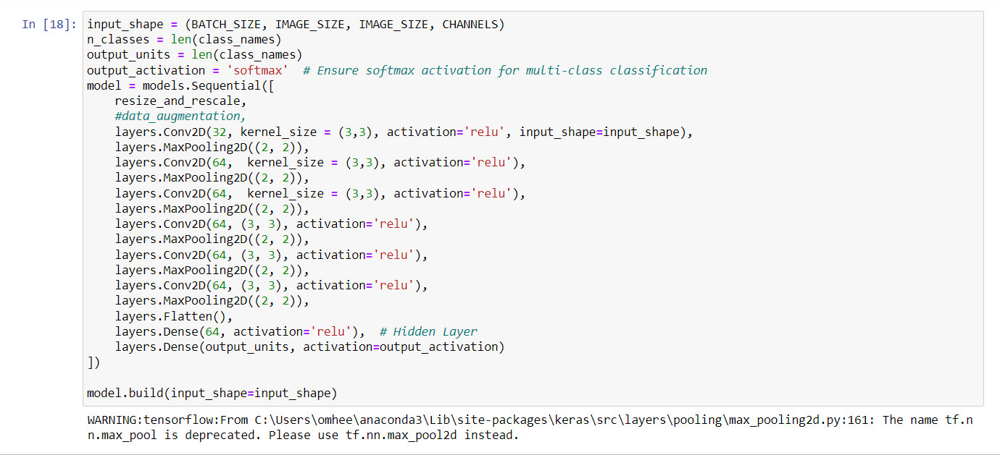 In [18]: input_shape = (BATCH_SIZE, IMAGE_SIZE, IMAGE_SIZE, CHANNELS)
n_classes = len(class_names)
output_units = len(class_names)
output_activation = 'softmax'  # Ensure softmax activation for multi-class classification
model = models.Sequential([
    resize_and_rescale,
    #data_augmentation,
    layers.Conv2D(32, kernel_size = (3,3), activation='relu', input_shape=input_shape),
    layers.MaxPooling2D((2, 2)),
    layers.Conv2D(64,  kernel_size = (3,3), activation='relu'),
    layers.MaxPooling2D((2, 2)),
    layers.Conv2D(64,  kernel_size = (3,3), activation='relu'),
    layers.MaxPooling2D((2, 2)),
    layers.Conv2D(64, (3, 3), activation='relu'),
    layers.MaxPooling2D((2, 2)),
    layers.Conv2D(64, (3, 3), activation='relu'),
    layers.MaxPooling2D((2, 2)),
    layers.Conv2D(64, (3, 3), activation='relu'),
    layers.MaxPooling2D((2, 2)),
    layers.Flatten(),
    layers.Dense(64, activation='relu'),  # Hidden Layer
    layers.Dense(output_units, activation=output_activation)
])
model.build(input_shape=input_shape)
WARNING:tensorflow:From C:\Users\omhee\anaconda3\Lib\site-packages\keras\src\layers\pooling\max_pooling2d.py:161: The name tf.n
n.max_pool is deprecated. Please use tf.nn.max_pool2d instead.